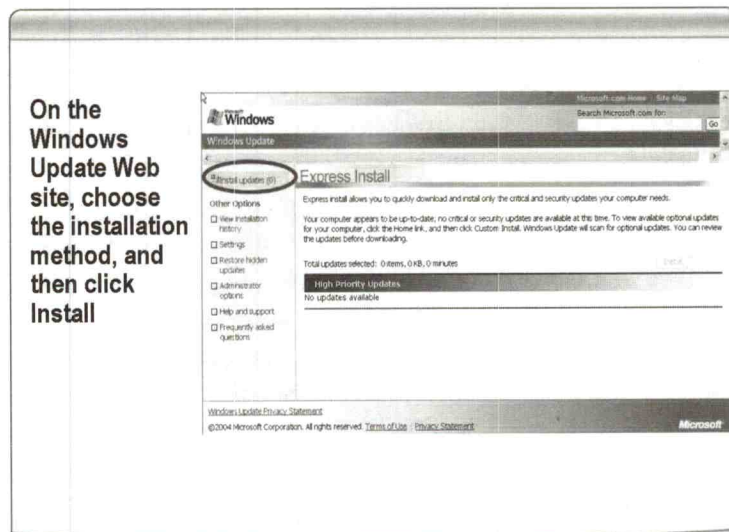 On the
Windows
Update Web
site, choose
the installation
method, and
then click
Install
Microsoft.com Home Site Map
Microsoft
Windows
Search Microsoft.com for:
Go
Windows Update
Install updates (0)
Express Install
Express install allows you to quickly download and install only the critical and security updates your computer needs.
Other Options
View installation
history
Your computer appears to be up-to-date, no critical or security updates are available at this time. To view available optional updates
for your computer, click the Home link, and then click Custom Install. Windows Update will scan for optional updates. You can review
the updates before downloading.
Settings
Restore hidden
updates
Total updates selected: 0 items, 0 KB, 0 minutes
Administrator
options
High Priority Updates
No updates available
Help and support
Frequently asked
questions
Windows Update Privacy Statement
©2004 Microsoft Corporation. All rights reserved. Terms of Use | Privacy Statement
Microsoft